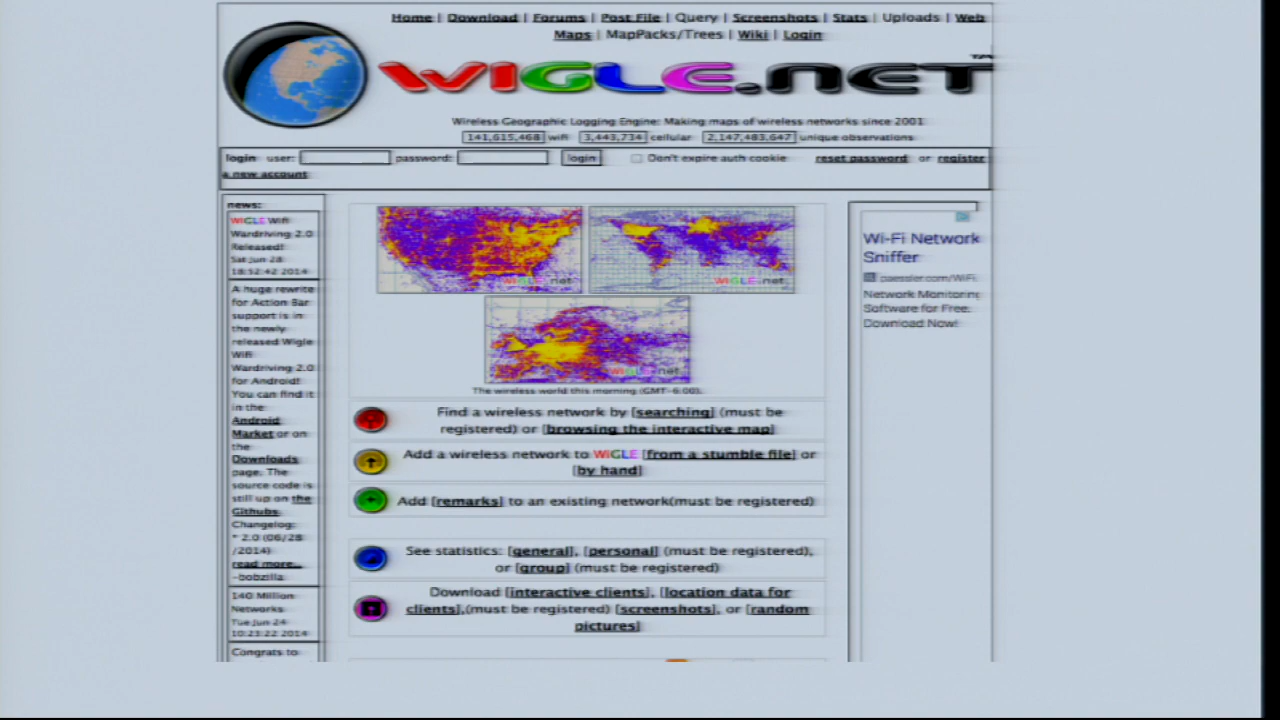 Home | Download | Forums | Post File | Query | Screenshots | Stats | Uploads | Web
Maps | MapPacks/Trees | Wiki | Login
WIGLE.NET
Wireless Geographic Logging Engine: Making maps of wireless networks since 2001
141,615,468 wifi 3,443,734 cellular 2,147,483,647 unique observations
login user: password: login Don't expire auth cookie reset password or register
a new account
news:
WiGLE Wifi
Wardriving 2.0
Released!
Sat Jun 28
18:52:42 2014
A huge rewrite
for Action Bar
support is in
the newly
released Wigle
Wifi
Wardriving 2.0
for Android!
You can find it
in the
Android
Market or on
the
Downloads
page. The
source code is
still up on the
Githubs
Changelog:
* 2.0 (06/28
/2014)
read more...
-bobzilla
140 Million
Networks
Tue Jun 24
10:23:22 2014
Congrats to
WiGLE.net
WiGLE.net
WiGLE.net
The wireless world this morning (GMT-6:00).
Find a wireless network by [searching] (must be
registered) or [browsing the interactive map]
Add a wireless network to WiGLE [from a stumble file] or
[by hand]
Add [remarks] to an existing network(must be registered)
See statistics: [general], [personal] (must be registered),
or [group] (must be registered)
Download [interactive clients], [location data for
clients],(must be registered) [screenshots], or [random
pictures]
Wi-Fi Network
Sniffer
paessler.com/WiFi
Network Monitoring
Software for Free.
Download Now!